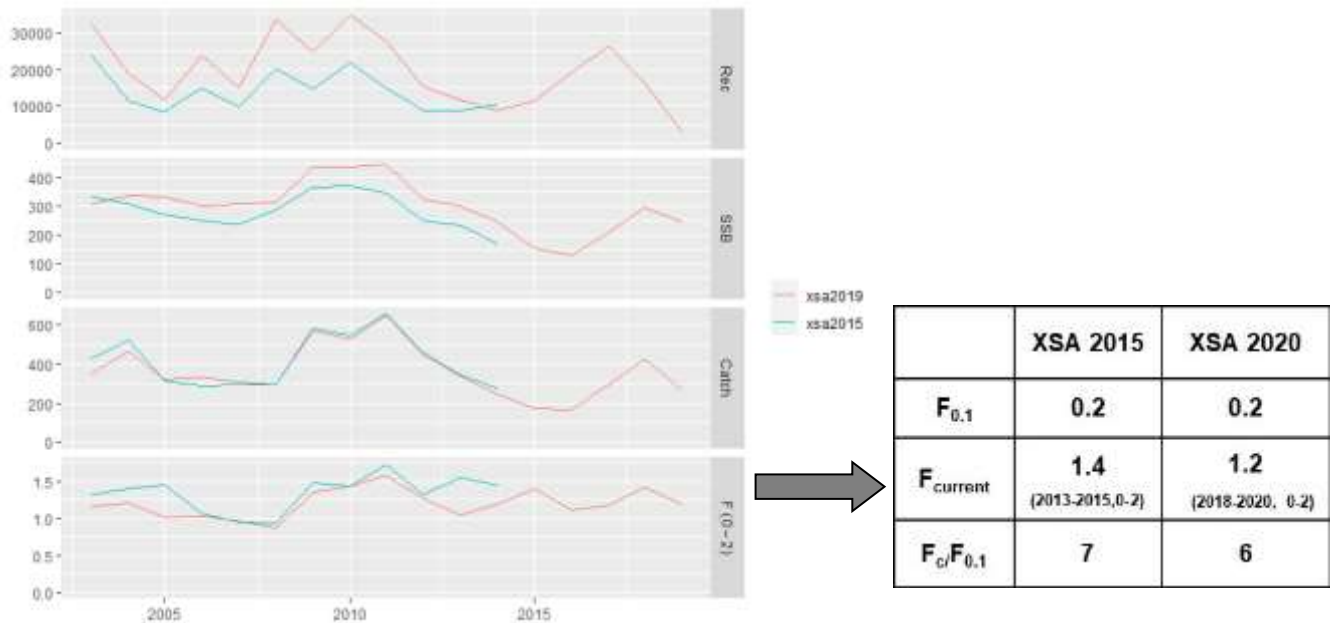 30000
20000
10000
0
Rec
400
300
200
100
0
SSB
600
400
200
0
Catch
1.5
1.0
0.5
0.0
F (0-2)
2005 2010 2015
xsa2019
xsa2015
XSA 2015 XSA 2020
F0.1 0.2 0.2
Fcurrent 1.4 1.2
(2013-2015,0-2) (2018-2020, 0-2)
Fc/F0.1 7 6